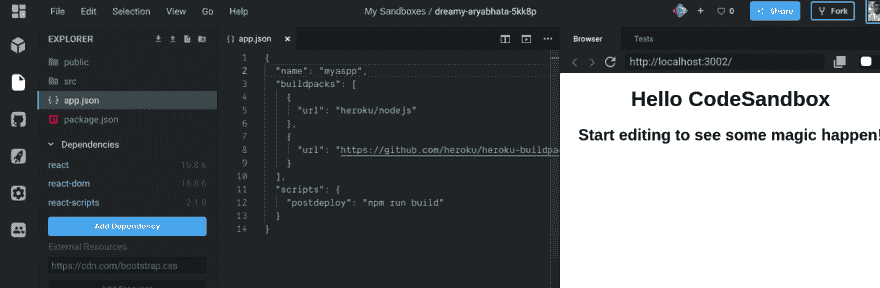 File Edit Selection View Go Help My Sandboxes / dreamy-aryabhata-5kk8p 0 Share Fork
EXPLORER
public
src
{ } app.json
package.json
Dependencies
react 16.8.6
react-dom 16.8.6
react-scripts 2.1.8
Add Dependency
External Resources
https://cdn.com/bootstrap.css
{ } app.json ×
1 {
2 "name": "myaspp",
3 "buildpacks": [
4 {
5 "url": "heroku/nodejs"
6 },
7 {
8 "url": "https://github.com/heroku/heroku-buildpa
9 }
10 ],
11 "scripts": {
12 "postdeploy": "npm run build"
13 }
14 }
Browser Tests
http://localhost:3002/
Hello CodeSandbox
Start editing to see some magic happen!